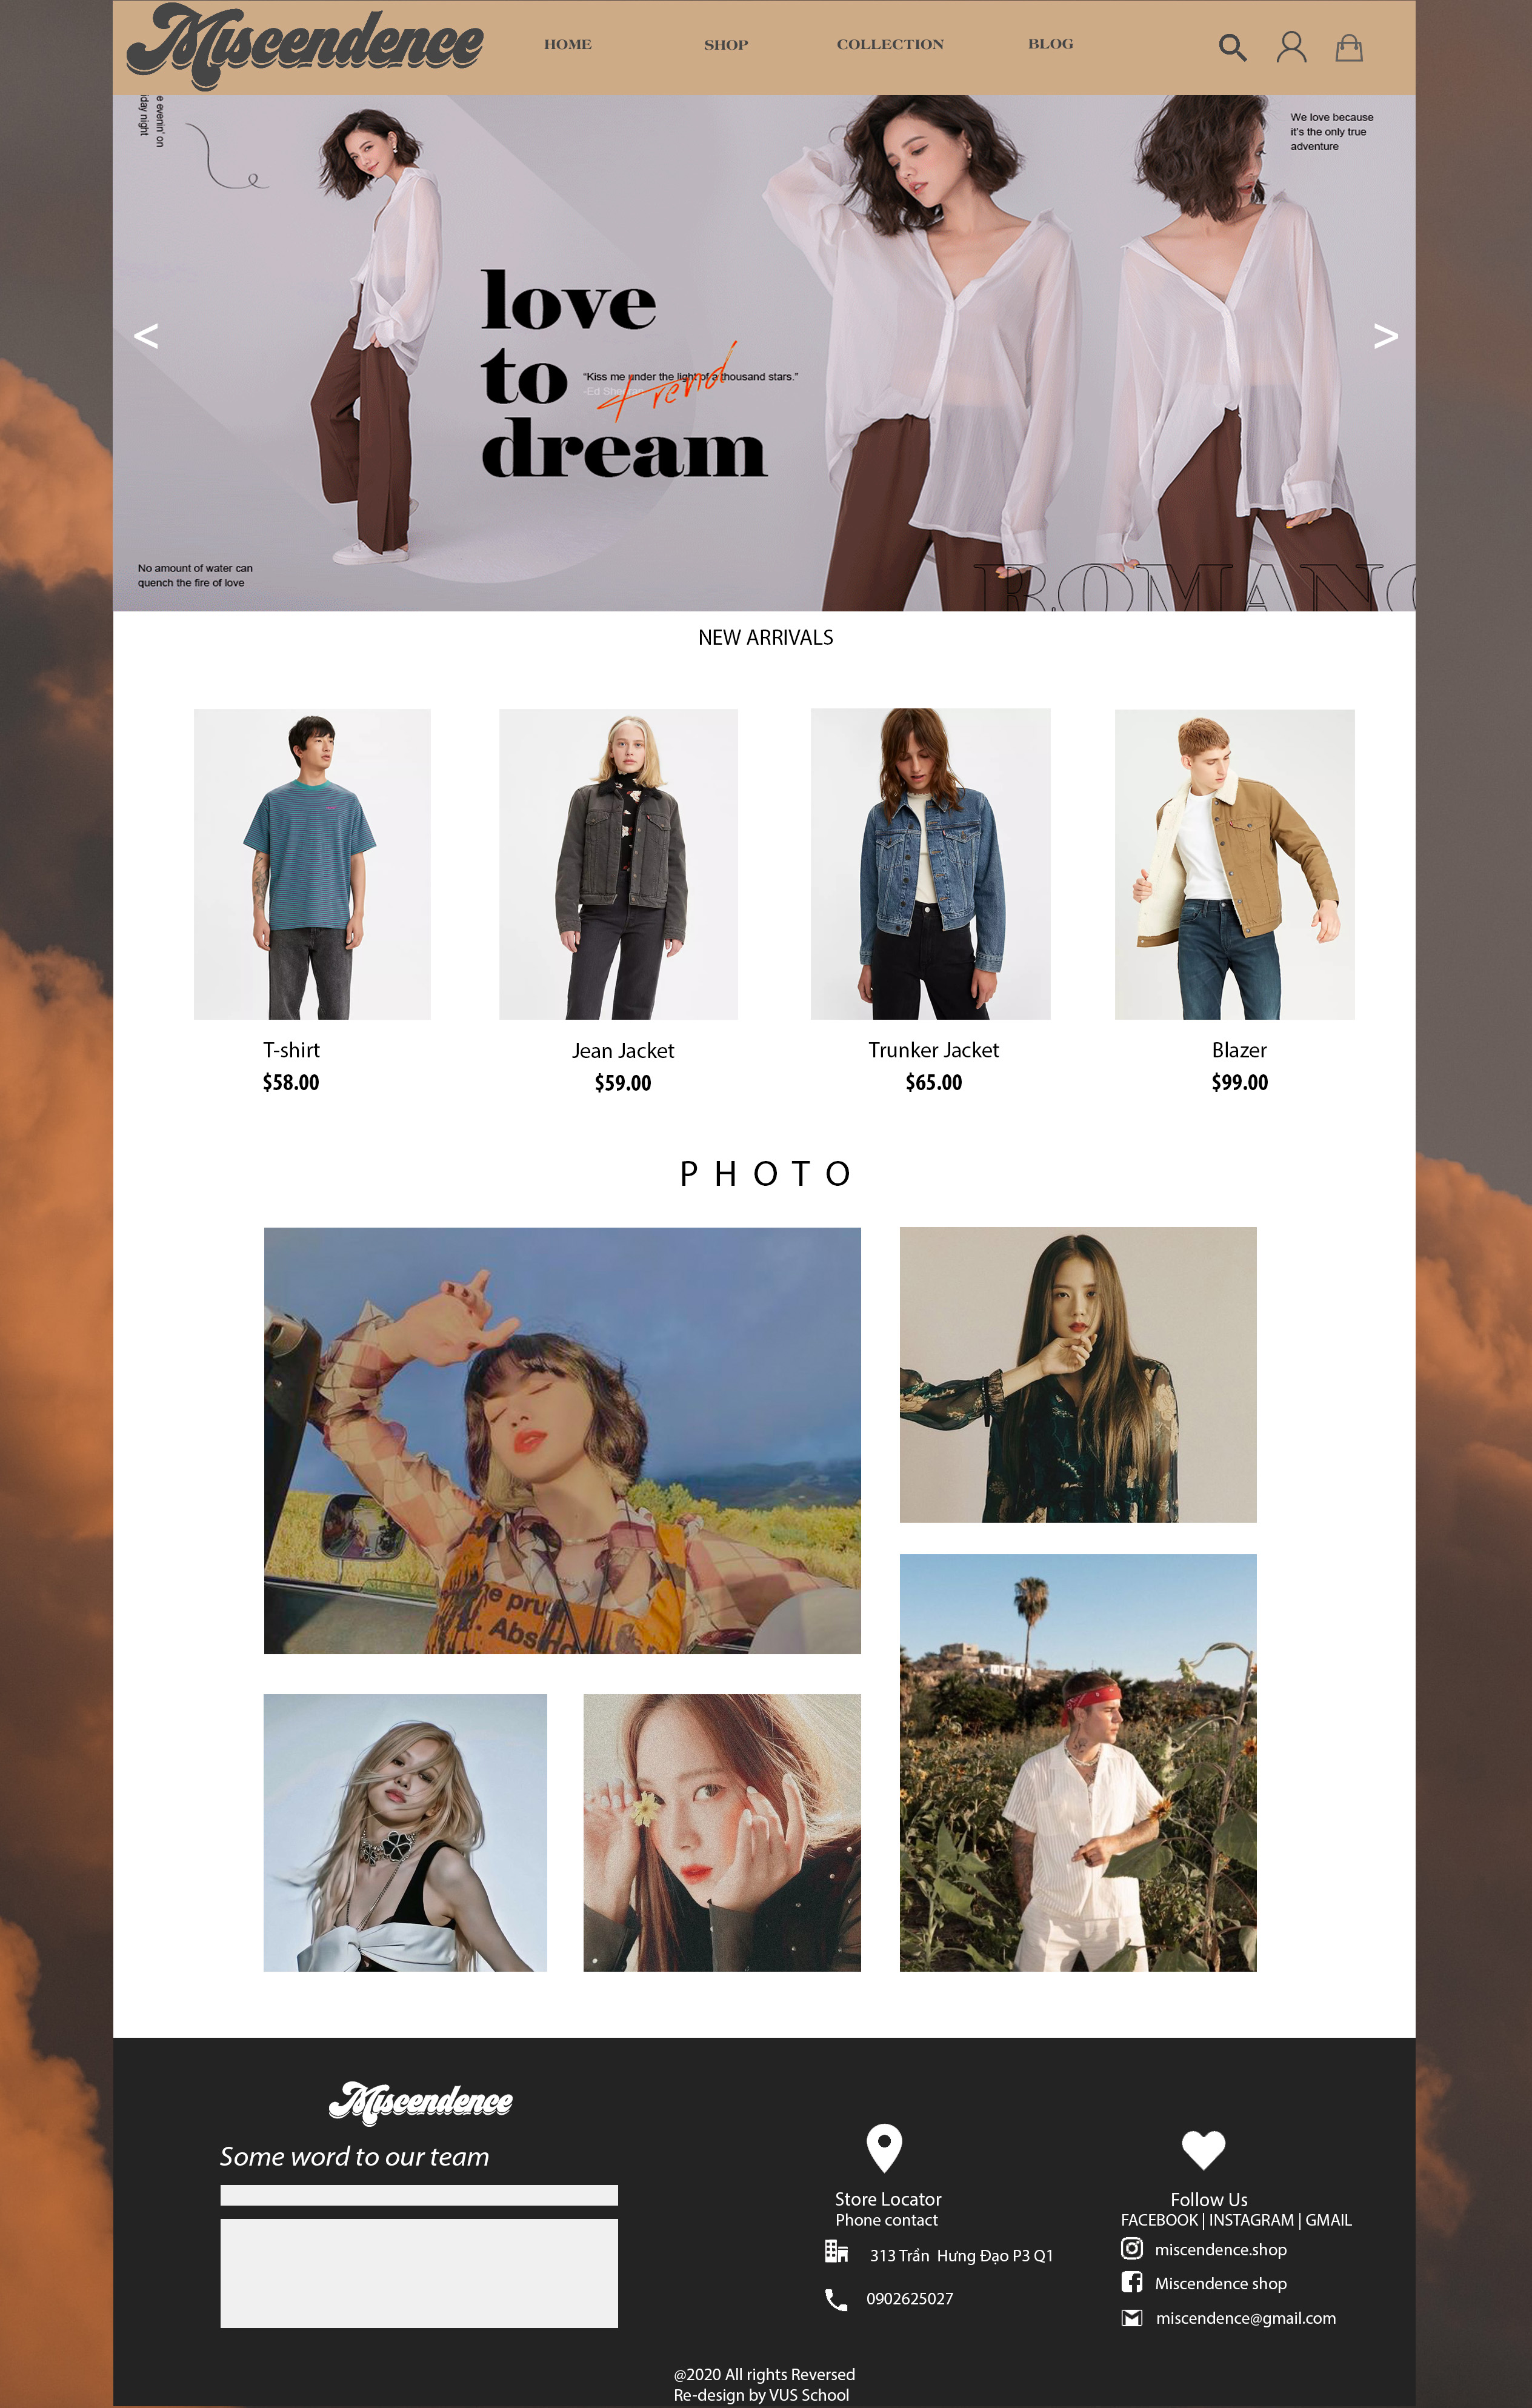 Miscendence
HOME
SHOP
COLLECTION
BLOG
e evenin' on
day night
We love because
it's the only true
adventure
love
to
dream
"Kiss me under the light of a thousand stars."
trend
<
>
No amount of water can
quench the fire of love
NEW ARRIVALS
T-shirt
$58.00
Jean Jacket
$59.00
Trunker Jacket
$65.00
Blazer
$99.00
PHOTO
Miscendence
Some word to our team
Store Locator
Phone contact
313 Trần Hưng Đạo P3 Q1
0902625027
Follow Us
FACEBOOK | INSTAGRAM | GMAIL
miscendence.shop
Miscendence shop
miscendence@gmail.com
@2020 All rights Reversed
Re-design by VUS School